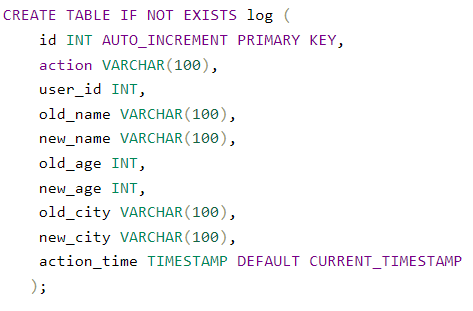 CREATE TABLE IF NOT EXISTS log (
id INT AUTO_INCREMENT PRIMARY KEY,
action VARCHAR(100),
user_id INT,
old_name VARCHAR(100),
new_name VARCHAR(100),
old_age INT,
new_age INT,
old_city VARCHAR(100),
new_city VARCHAR(100),
action_time TIMESTAMP DEFAULT CURRENT_TIMESTAMP
);